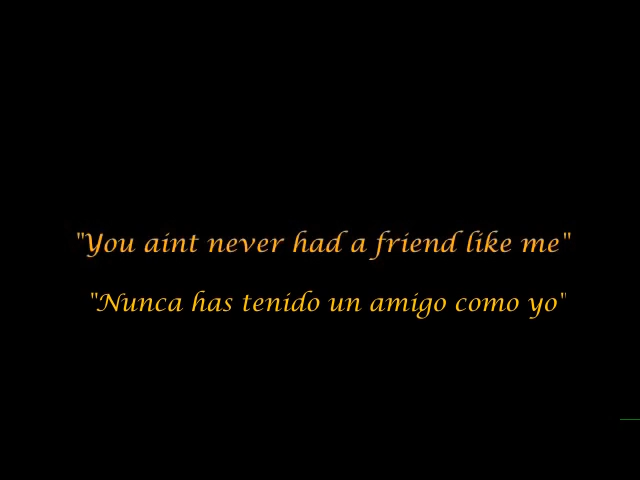 "You aint never had a friend like me"
"Nunca has tenido un amigo como yo"